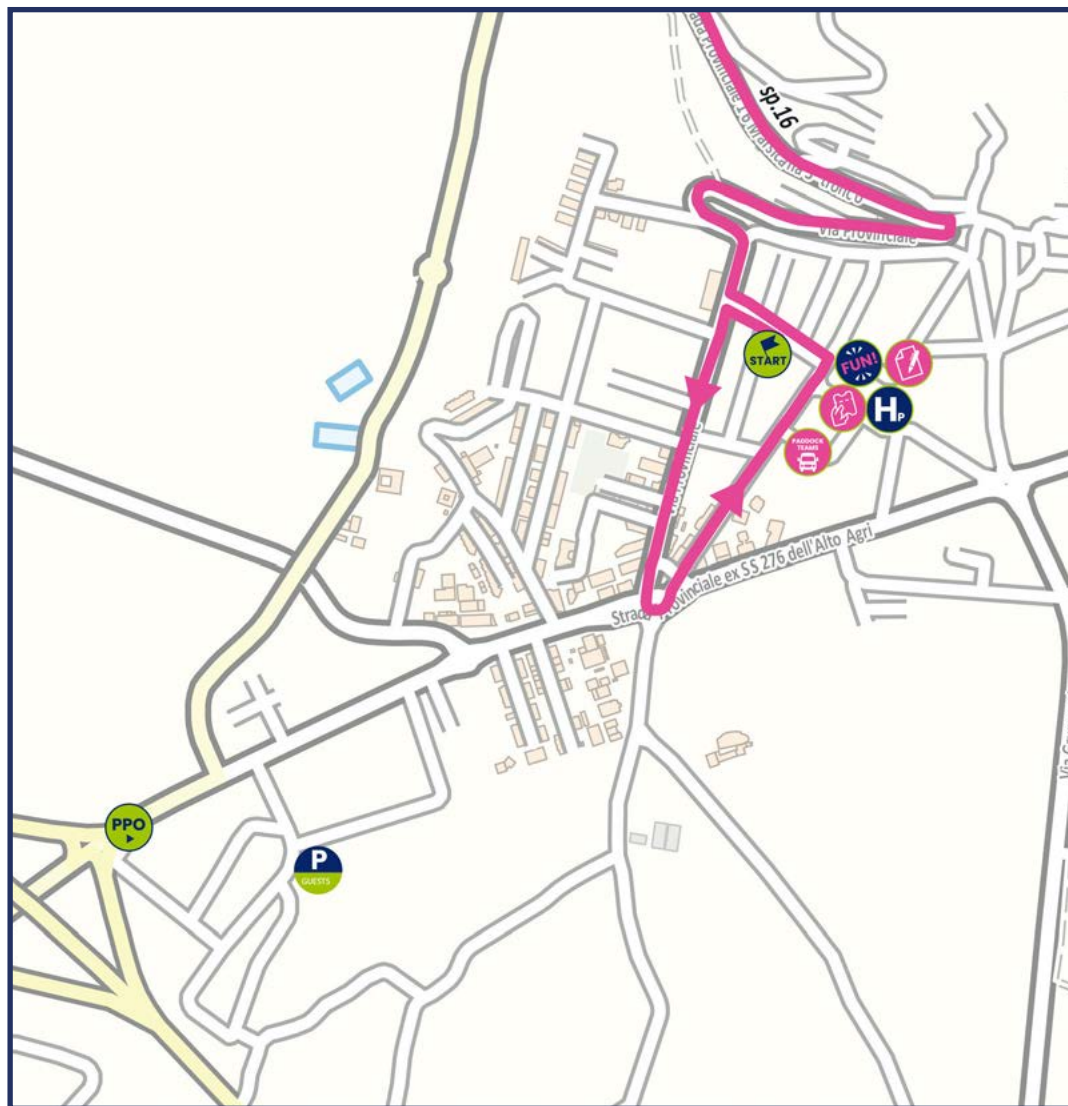 sp.16
Via Provinciale
START
FUN!
H P
PADDOCK
TEAMS
Strada Provinciale ex SS 276 dell'Alto Agri
PPO
P
GUESTS